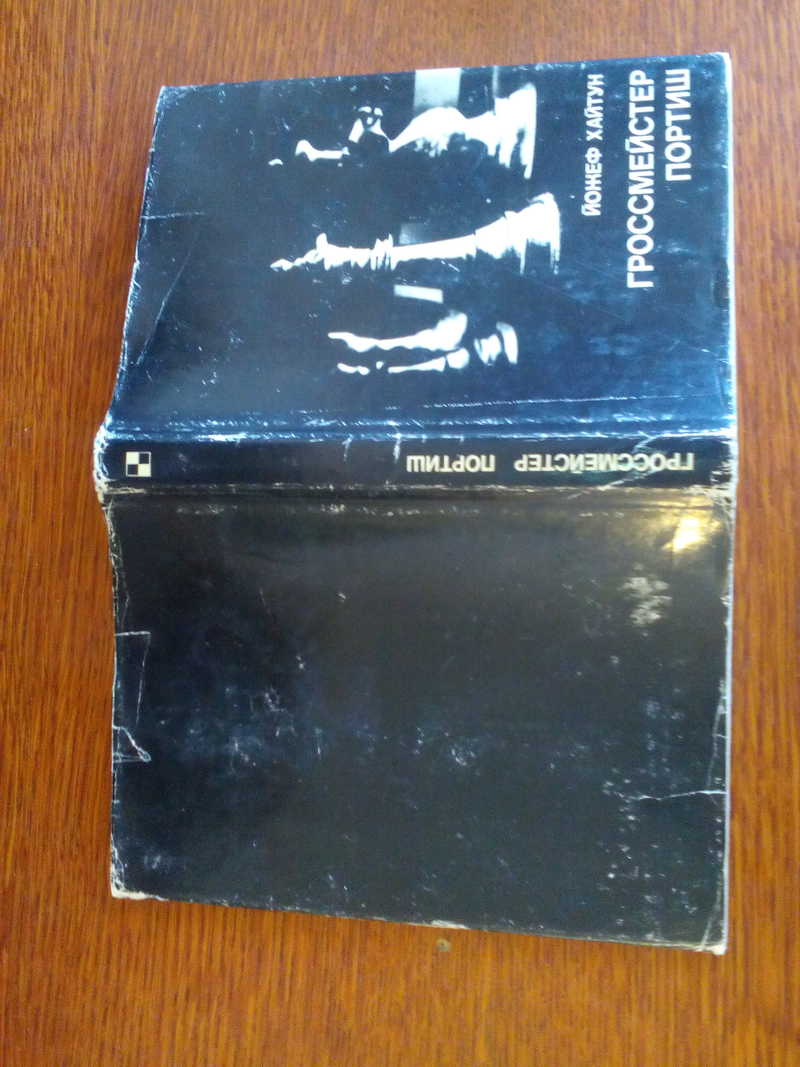 ЙОЖЕФ ХАЙТУН
ГРОССМЕЙСТЕР
ПОРТИШ
ГРОССМЕЙСТЕР ПОРТИШ